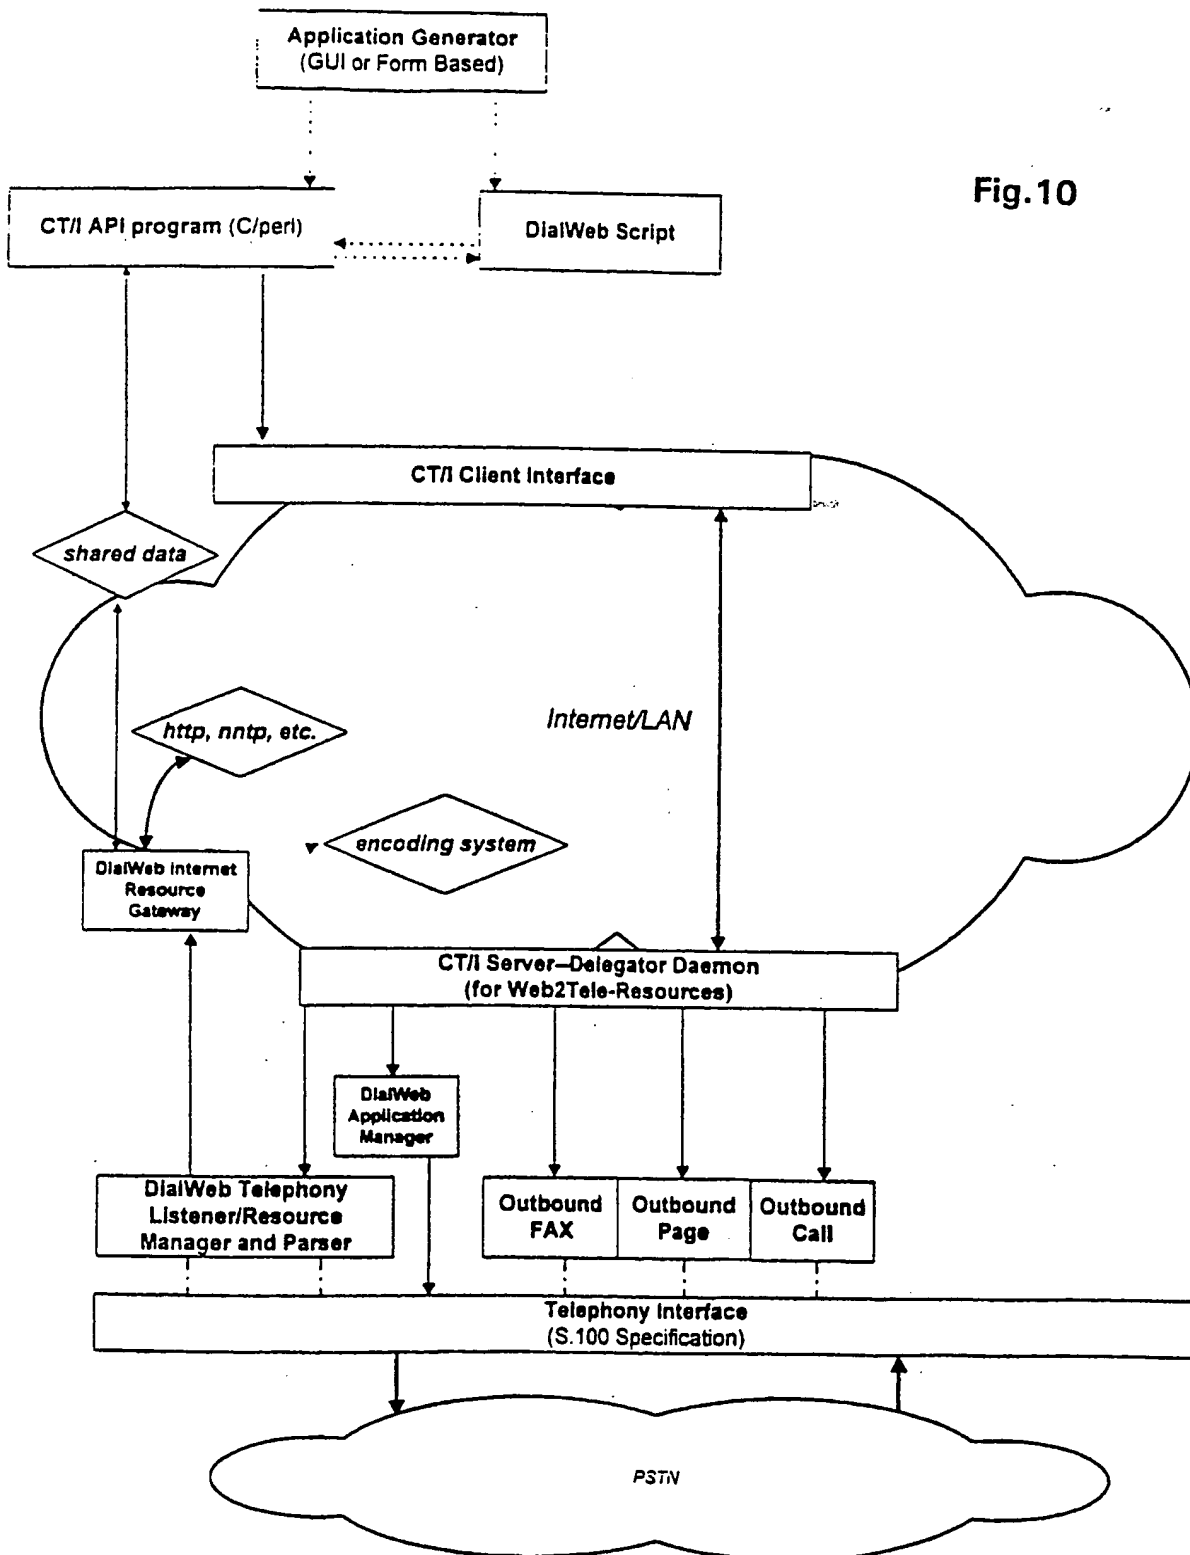 Application Generator
(GUI or Form Based)
Fig.10
CT/I API program (C/perl)
DialWeb Script
CT/I Client Interface
shared data
http, nntp, etc.
Internet/LAN
encoding system
DialWeb Internet
Resource
Gateway
CT/I Server–Delegator Daemon
(for Web2Tele-Resources)
DialWeb
Application
Manager
DialWeb Telephony
Listener/Resource
Manager and Parser
Outbound
FAX
Outbound
Page
Outbound
Call
Telephony Interface
(S.100 Specification)
PSTN